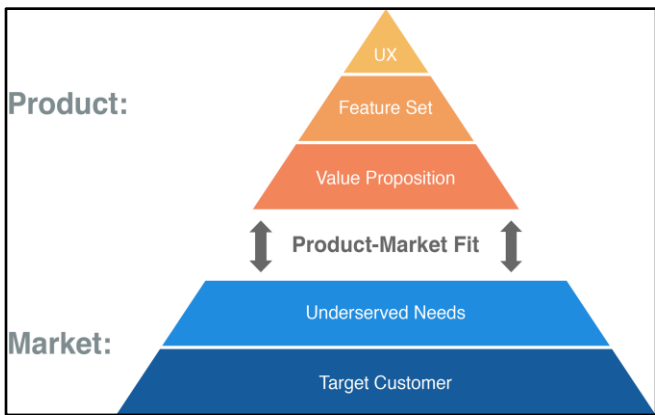 UX
Product:
Feature Set
Value Proposition
Product-Market Fit
Underserved Needs
Market:
Target Customer